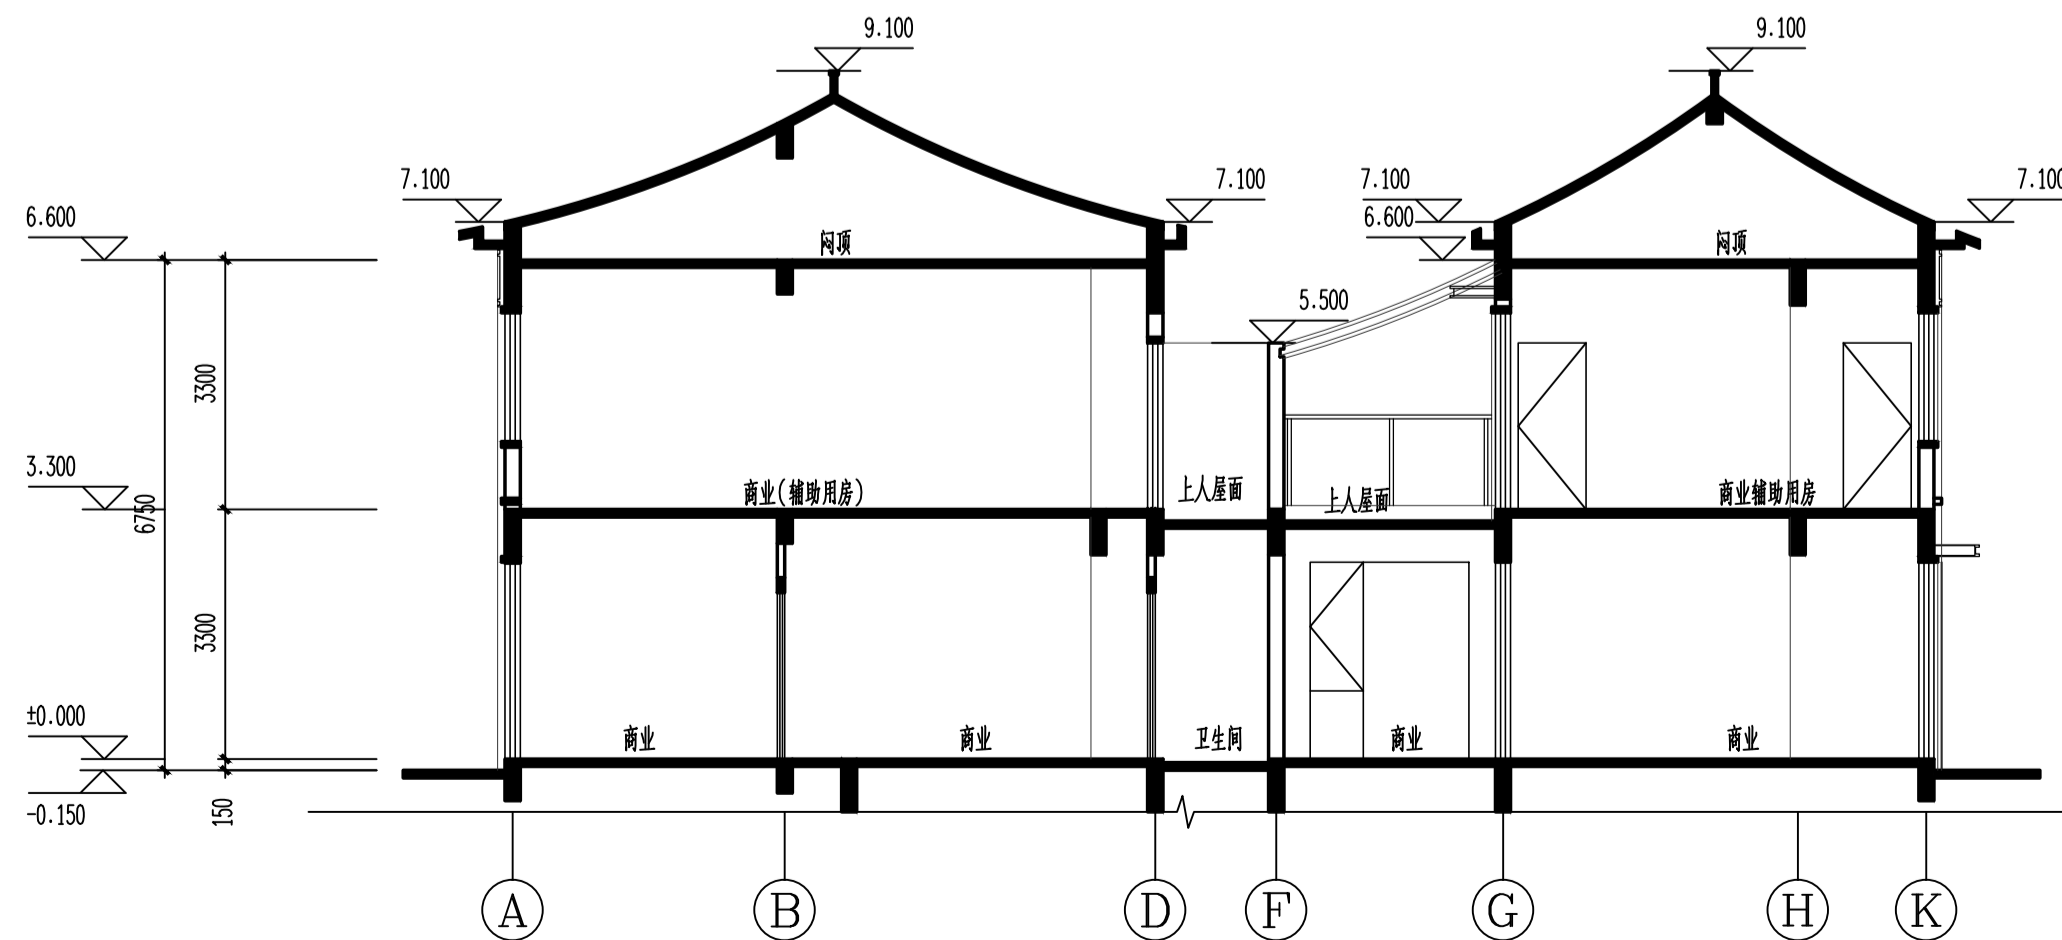 9.100
9.100
7.100
7.100
7.100
7.100
6.600
6.600
闷顶
闷顶
5.500
3300
3.300
6750
商业(辅助用房)
上人屋面
上人屋面
商业辅助用房
3300
±0.000
商业
商业
卫生间
商业
商业
-0.150
150
A
B
D
F
G
H
K